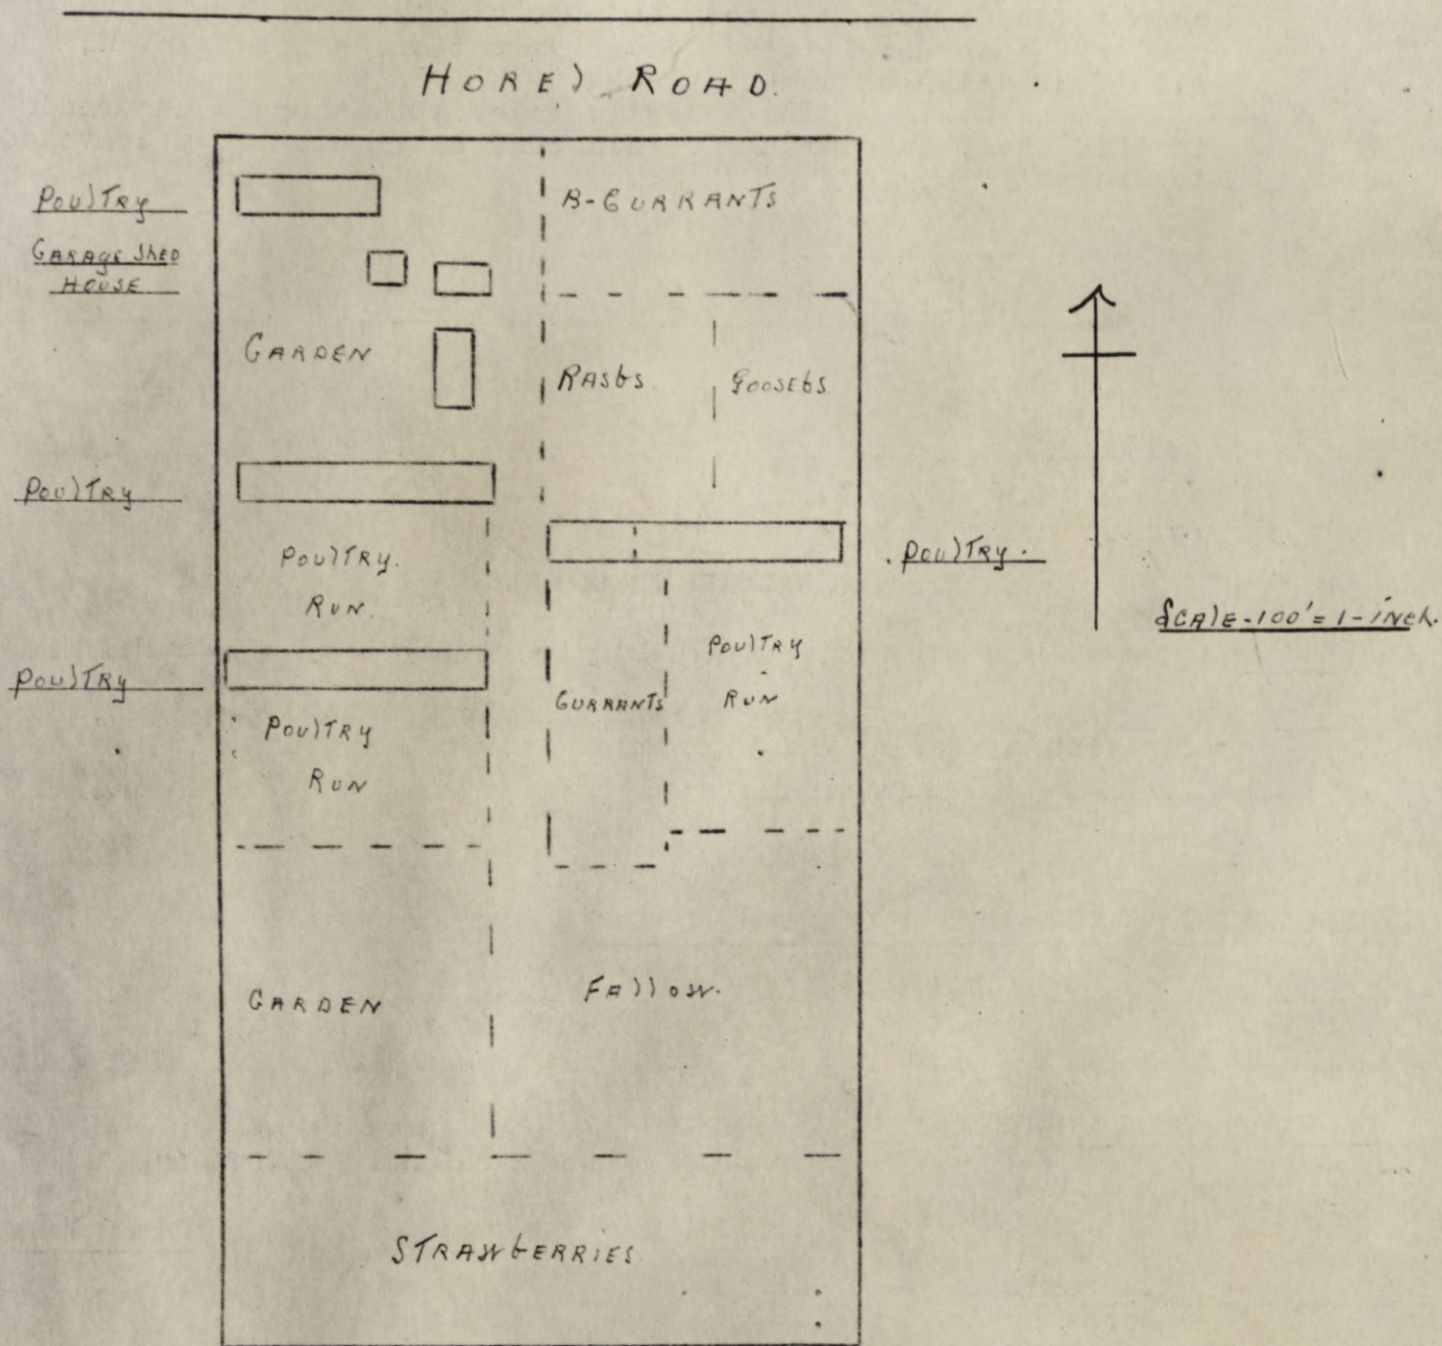 HOREL ROAD.
Poultry
B-CURRANTS
GARAGE Shed
HOUSE
GARDEN
RASbS
GOOSEbS
Poultry
POULTRY.
RUN.
Poultry.
SCALE-100'=1-inch.
Poultry
POULTRY
RUN
CURRANTS
POULTRY
RUN
GARDEN
Fallow.
STRAWbERRIES